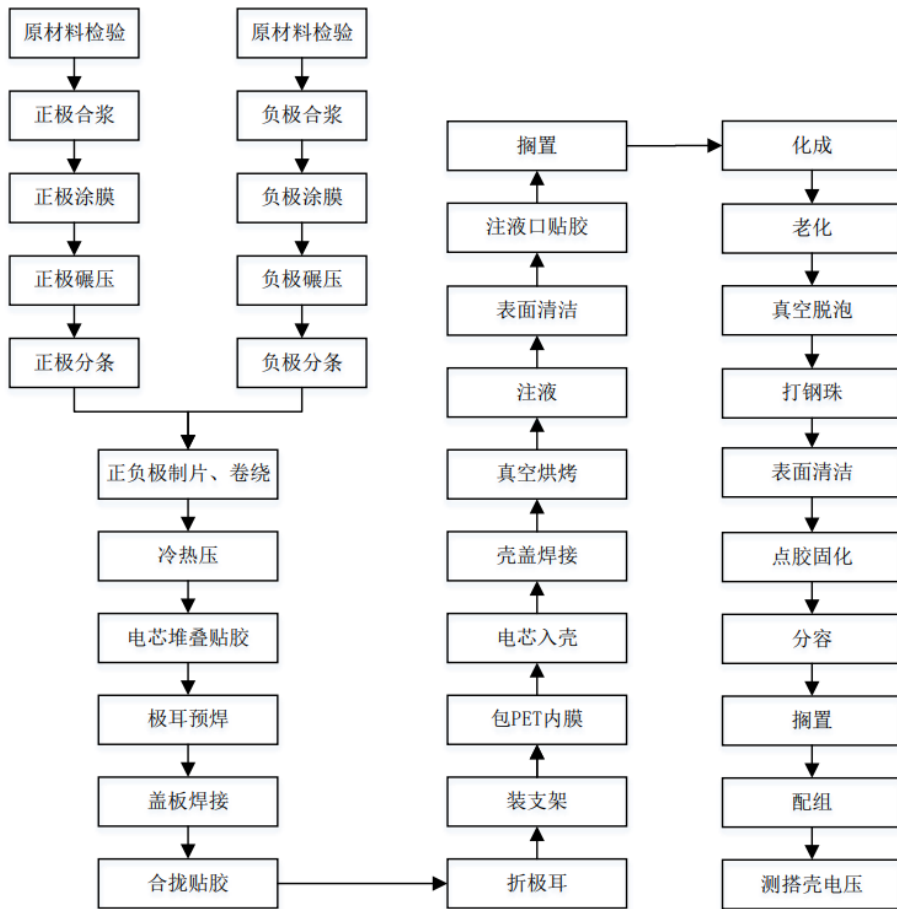 原材料检验
正极合浆
正极涂膜
正极碾压
正极分条
原材料检验
负极合浆
负极涂膜
负极碾压
负极分条
正负极制片、卷绕
冷热压
电芯堆叠贴胶
极耳预焊
盖板焊接
合拢贴胶
折极耳
装支架
包PET内膜
电芯入壳
壳盖焊接
真空烘烤
注液
表面清洁
注液口贴胶
搁置
化成
老化
真空脱泡
打钢珠
表面清洁
点胶固化
分容
搁置
配组
测搭壳电压